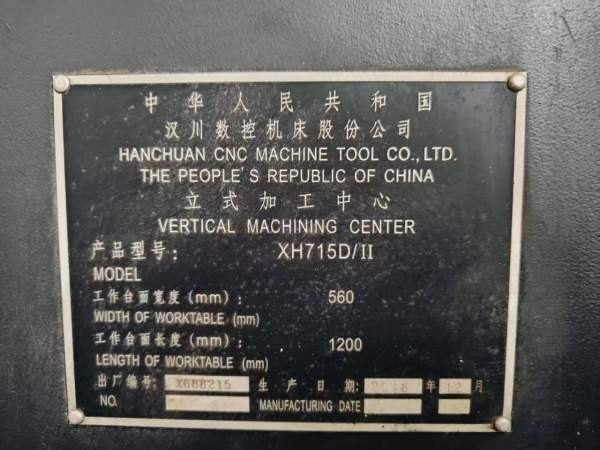 中华人民共和国
汉川数控机床股份公司
HANCHUAN CNC MACHINE TOOL CO.,LTD.
THE PEOPLE'S REPUBLIC OF CHINA
立式加工中心
VERTICAL MACHINING CENTER
产品型号: XH715D/II
MODEL
工作台面宽度(mm): 560
WIDTH OF WORKTABLE (mm)
工作台面长度(mm): 1200
LENGTH OF WORKTABLE (mm)
出厂编号: X688215 生产日期: 年 12月
NO. MANUFACTURING DATE